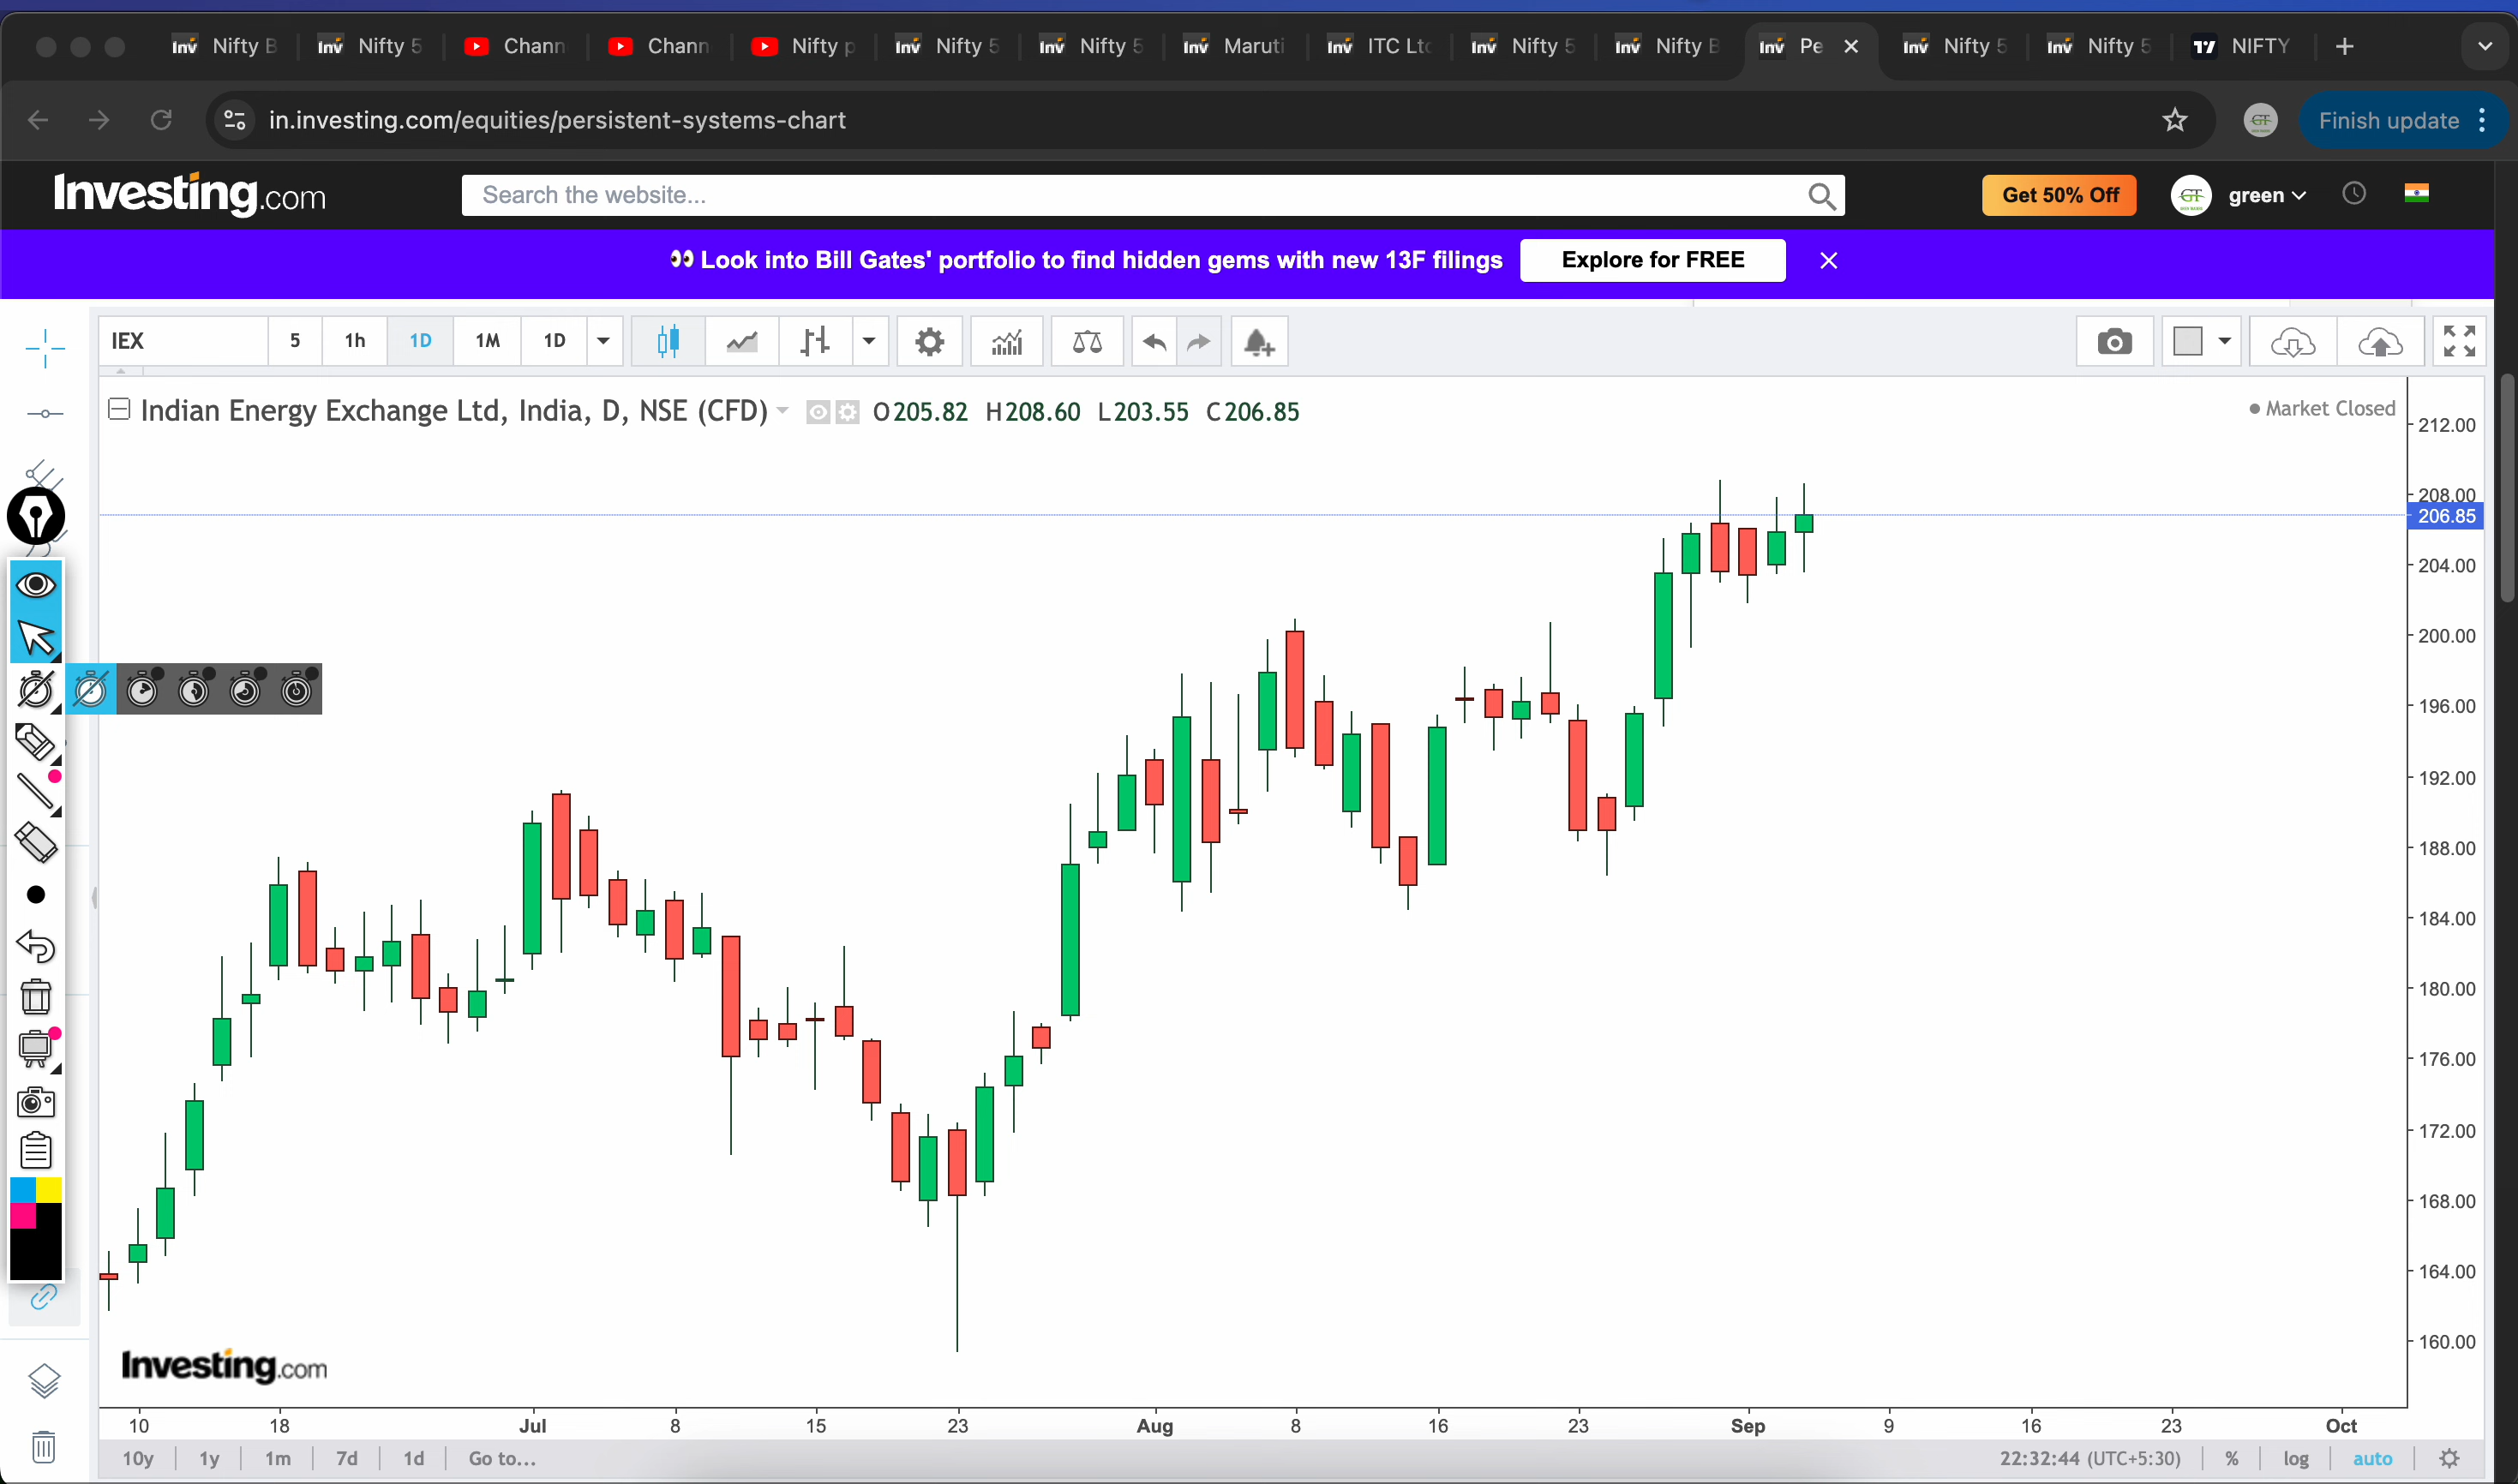 Nifty B Nifty 5 Chann Chann Nifty p Nifty 5 Nifty 5 Maruti ITC Ltd Nifty 5 Nifty B Pe Nifty 5 Nifty 5 NIFTY
in.investing.com/equities/persistent-systems-chart Finish update
Investing.com Search the website... Get 50% Off GT green
Look into Bill Gates' portfolio to find hidden gems with new 13F filings Explore for FREE
IEX 5 1h 1D 1M 1D
Indian Energy Exchange Ltd, India, D, NSE (CFD) O205.82 H208.60 L203.55 C206.85 Market Closed
212.00
208.00
206.85
204.00
200.00
196.00
192.00
188.00
184.00
180.00
176.00
172.00
168.00
164.00
160.00
Investing.com
10 18 Jul 8 15 23 Aug 8 16 23 Sep 9 16 23 Oct
10y 1y 1m 7d 1d Go to... 22:32:44 (UTC+5:30) % log auto